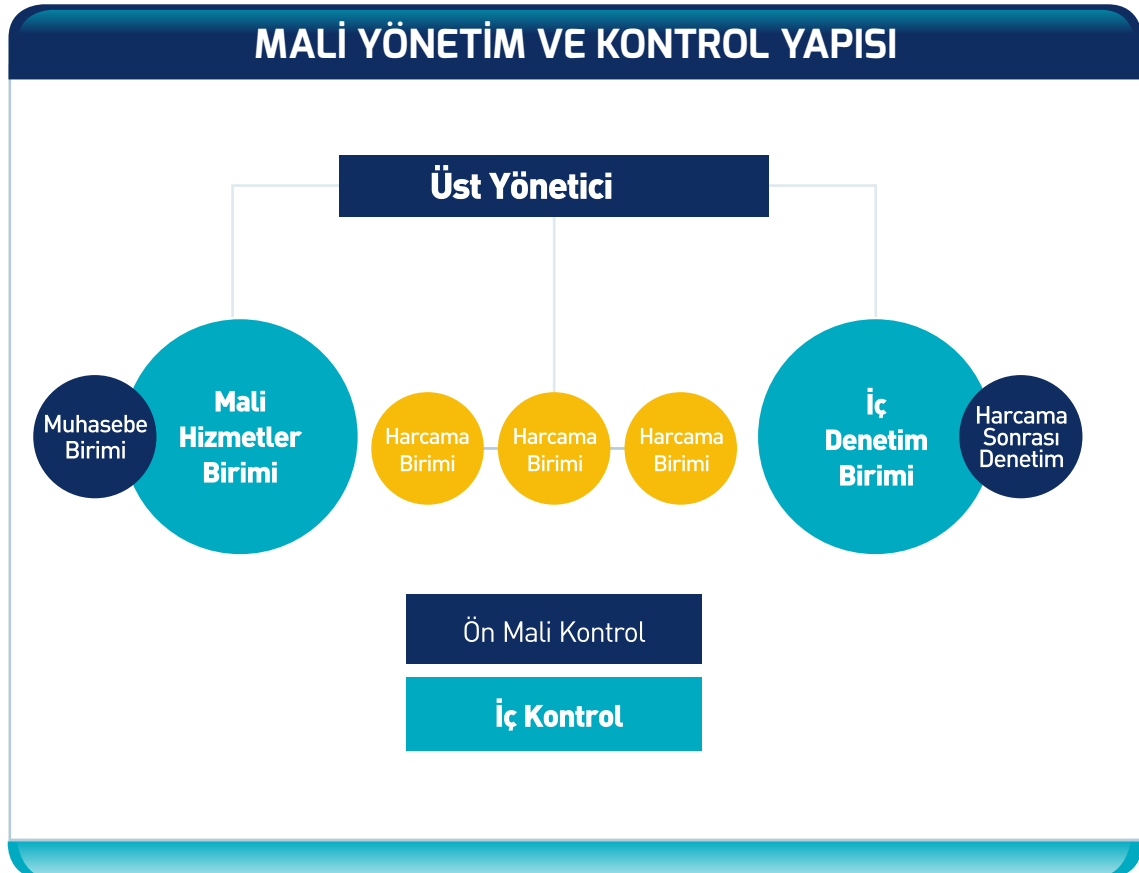 MALİ YÖNETİM VE KONTROL YAPISI
Üst Yönetici
Muhasebe
Birimi
Mali
Hizmetler
Birimi
Harcama
Birimi
Harcama
Birimi
Harcama
Birimi
İç
Denetim
Birimi
Harcama
Sonrası
Denetim
Ön Mali Kontrol
İç Kontrol